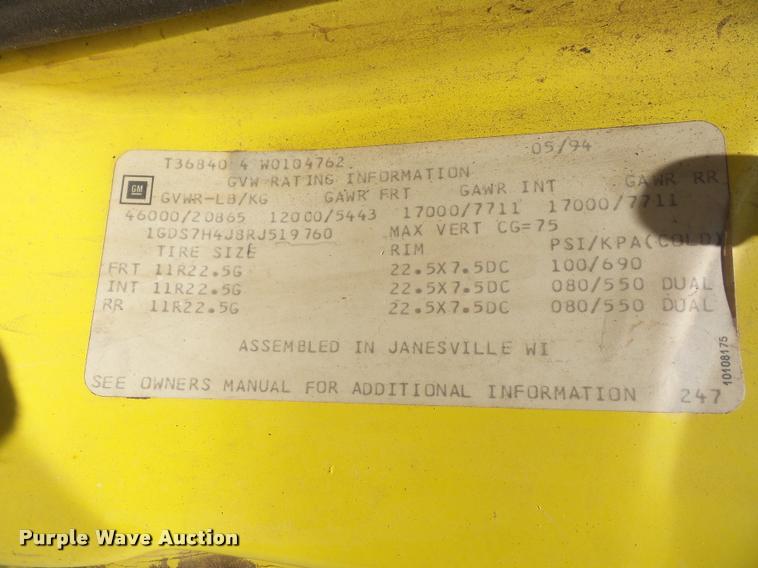 T36840 4 W0104762 05/94
GM
GVW RATING INFORMATION
GVWR-LB/KG GAWR FRT GAWR INT GAWR RR
46000/20865 12000/5443 17000/7711 17000/7711
1GDS7H4J8RJ519760 MAX VERT CG=75
TIRE SIZE RIM PSI/KPA(COLD)
FRT 11R22.5G 22.5X7.5DC 100/690
INT 11R22.5G 22.5X7.5DC 080/550 DUAL
RR 11R22.5G 22.5X7.5DC 080/550 DUAL
ASSEMBLED IN JANESVILLE WI
SEE OWNERS MANUAL FOR ADDITIONAL INFORMATION 247
10108175
Purple Wave Auction